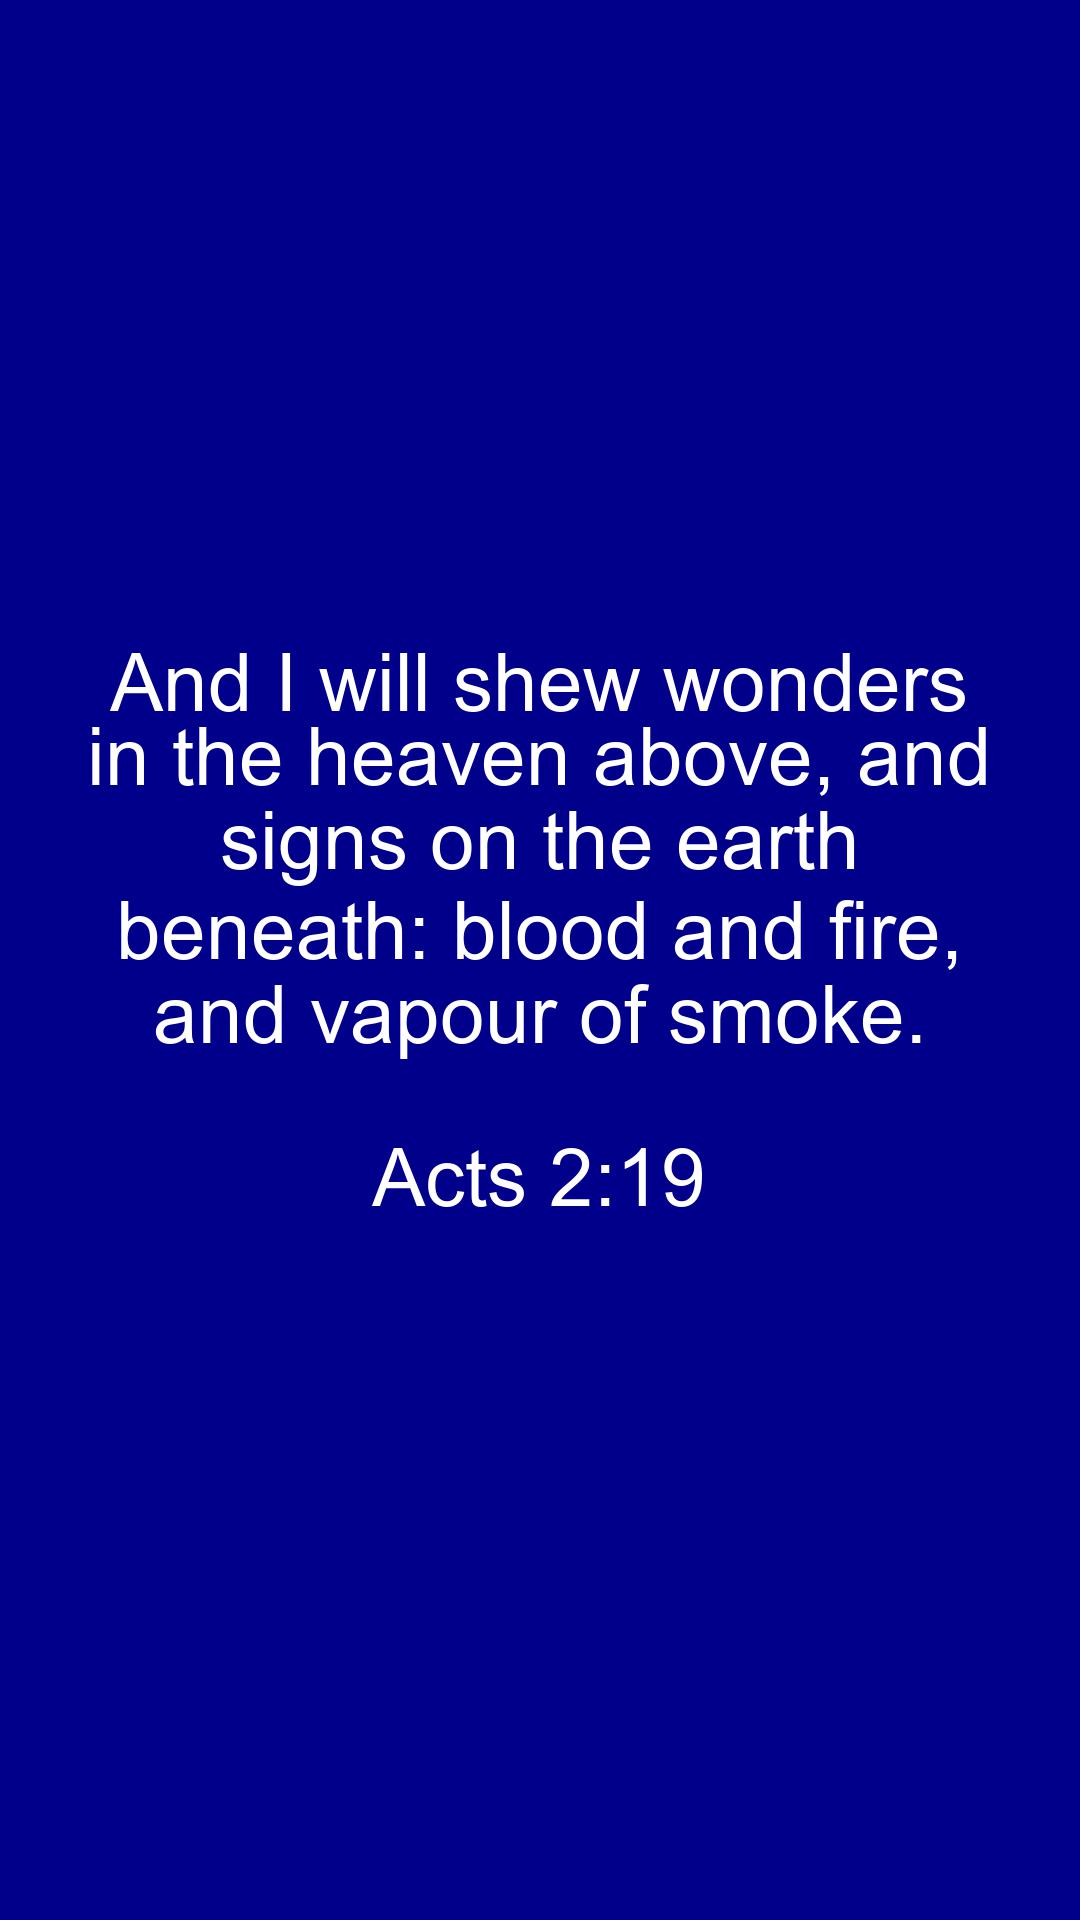 And I will shew wonders
in the heaven above, and
signs on the earth
beneath: blood and fire,
and vapour of smoke.
Acts 2:19